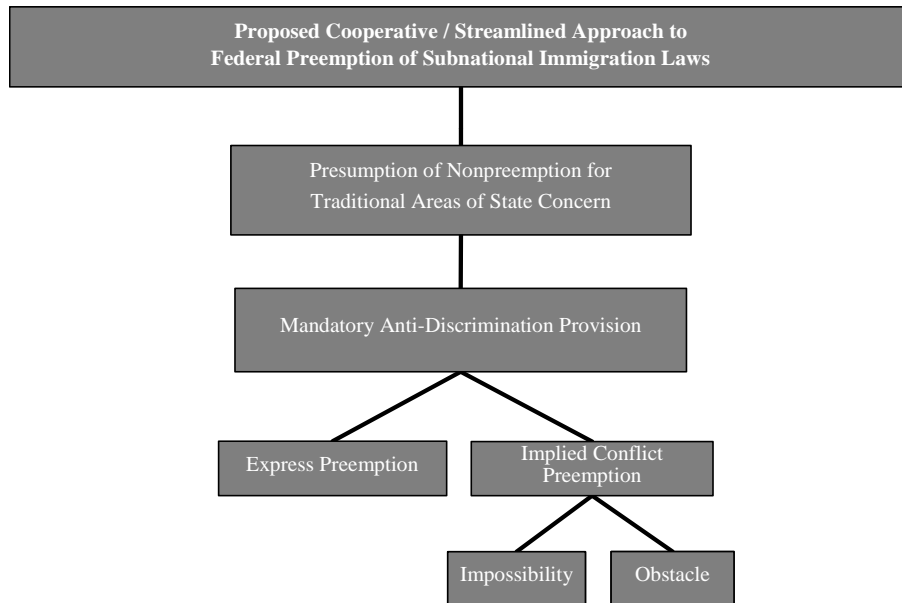 Proposed Cooperative / Streamlined Approach to
Federal Preemption of Subnational Immigration Laws
Presumption of Nonpreemption for
Traditional Areas of State Concern
Mandatory Anti-Discrimination Provision
Express Preemption
Implied Conflict
Preemption
Impossibility
Obstacle